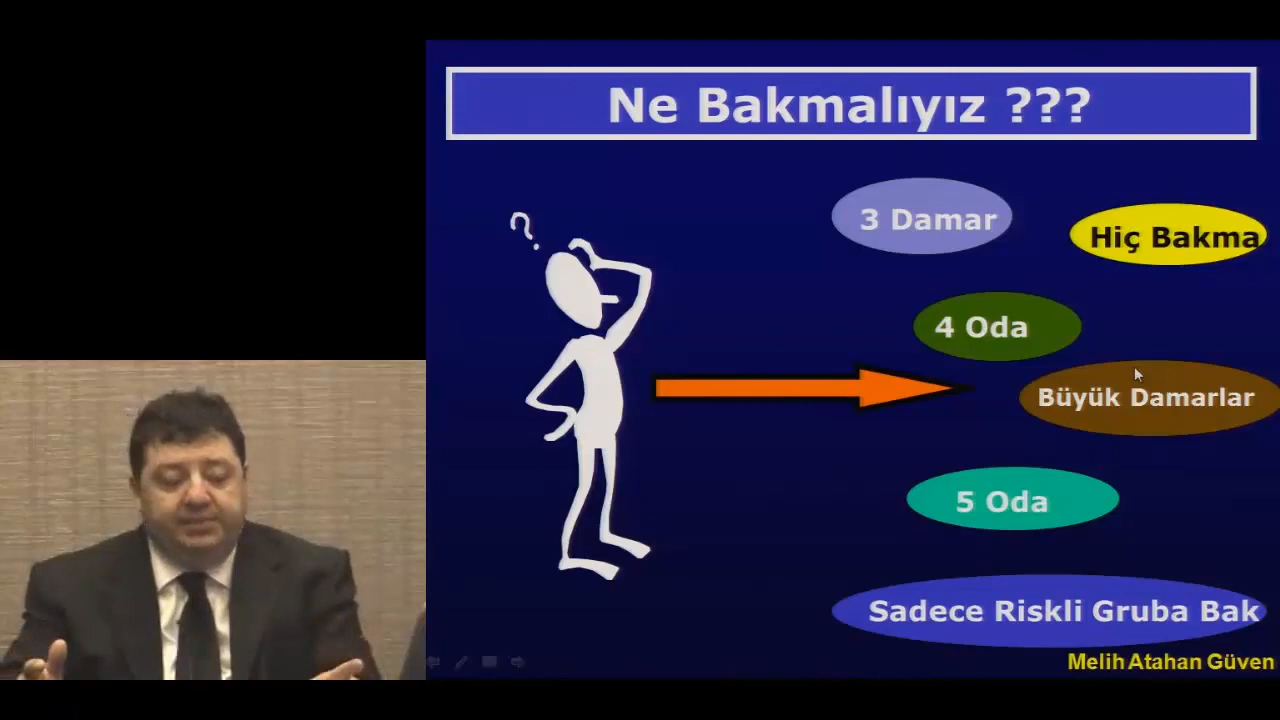 Ne Bakmalıyız ???
?
3 Damar
Hiç Bakma
4 Oda
Büyük Damarlar
5 Oda
Sadece Riskli Gruba Bak
Melih Atahan Güven